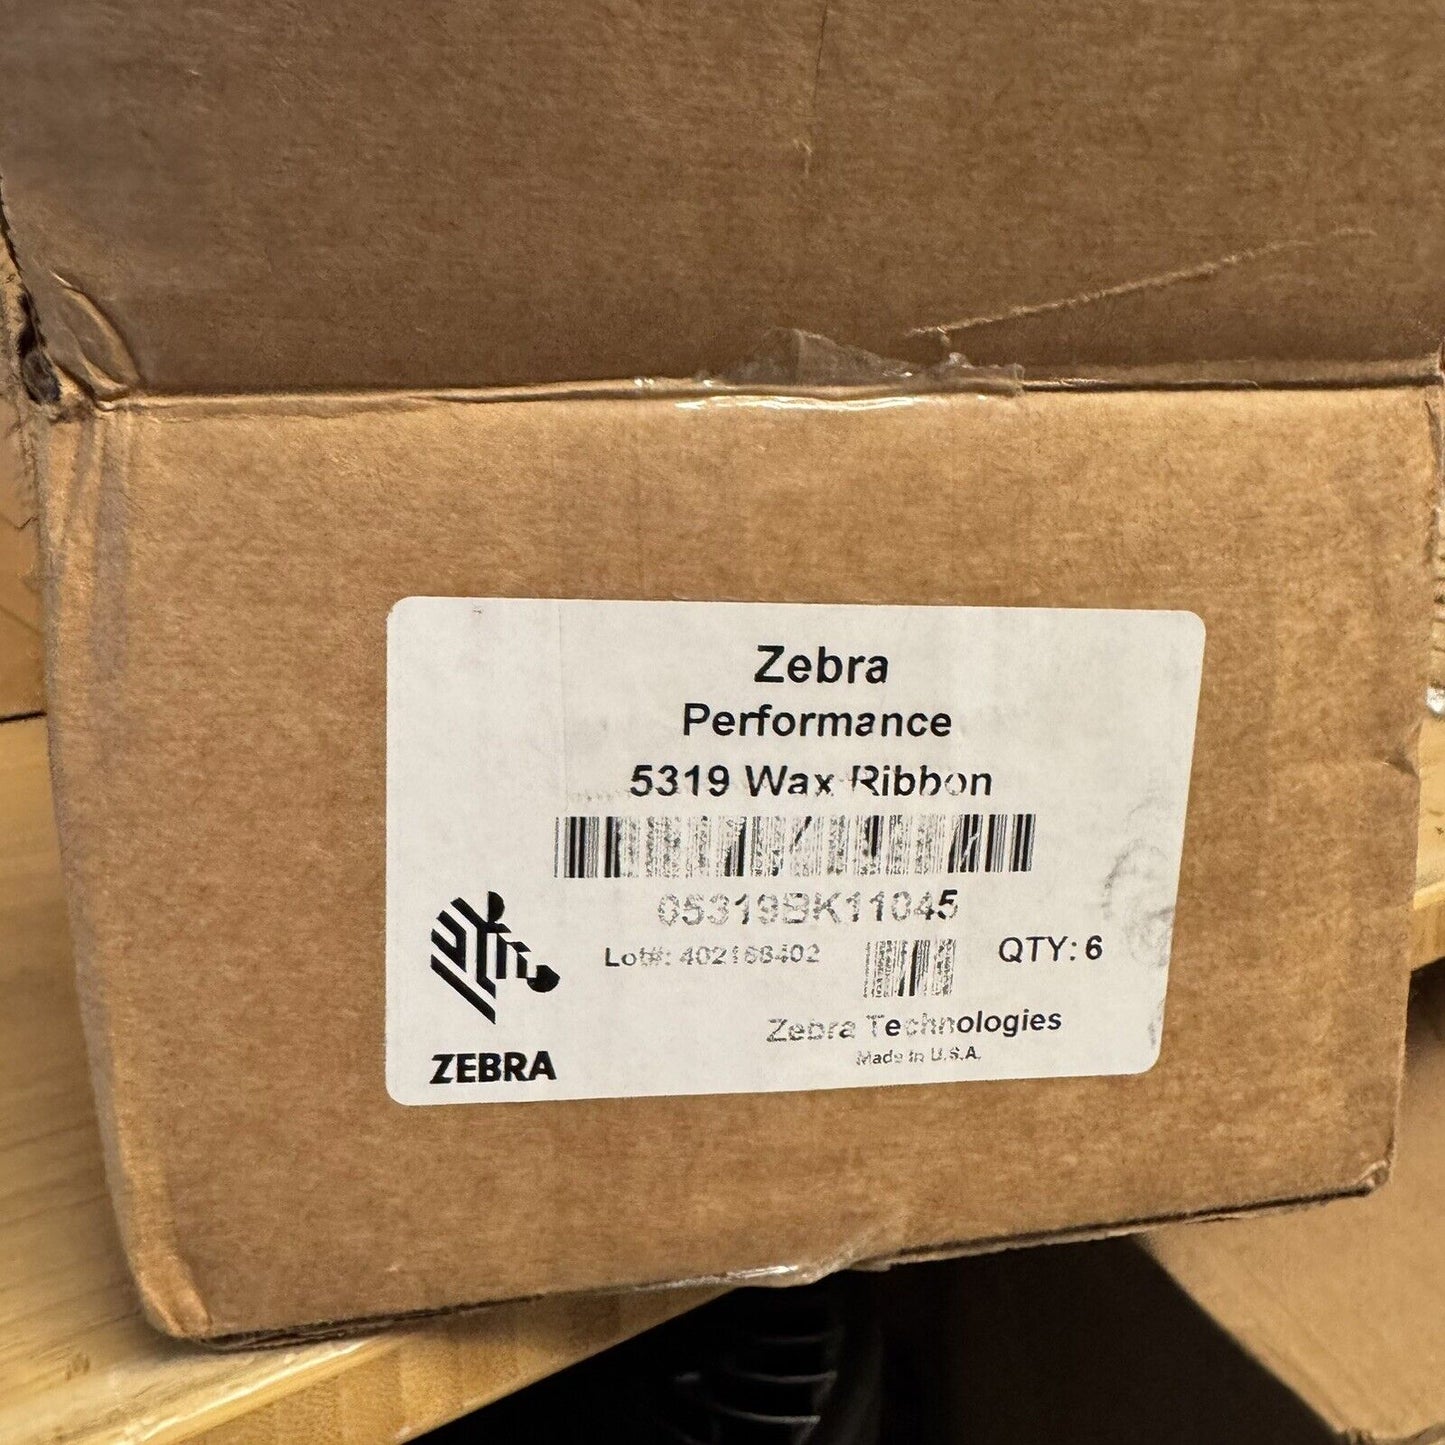 Zebra
Performance
5319 Wax Ribbon
05319BK11045
Lot#: 402168402
QTY: 6
Zebra Technologies
Made in U.S.A.
ZEBRA